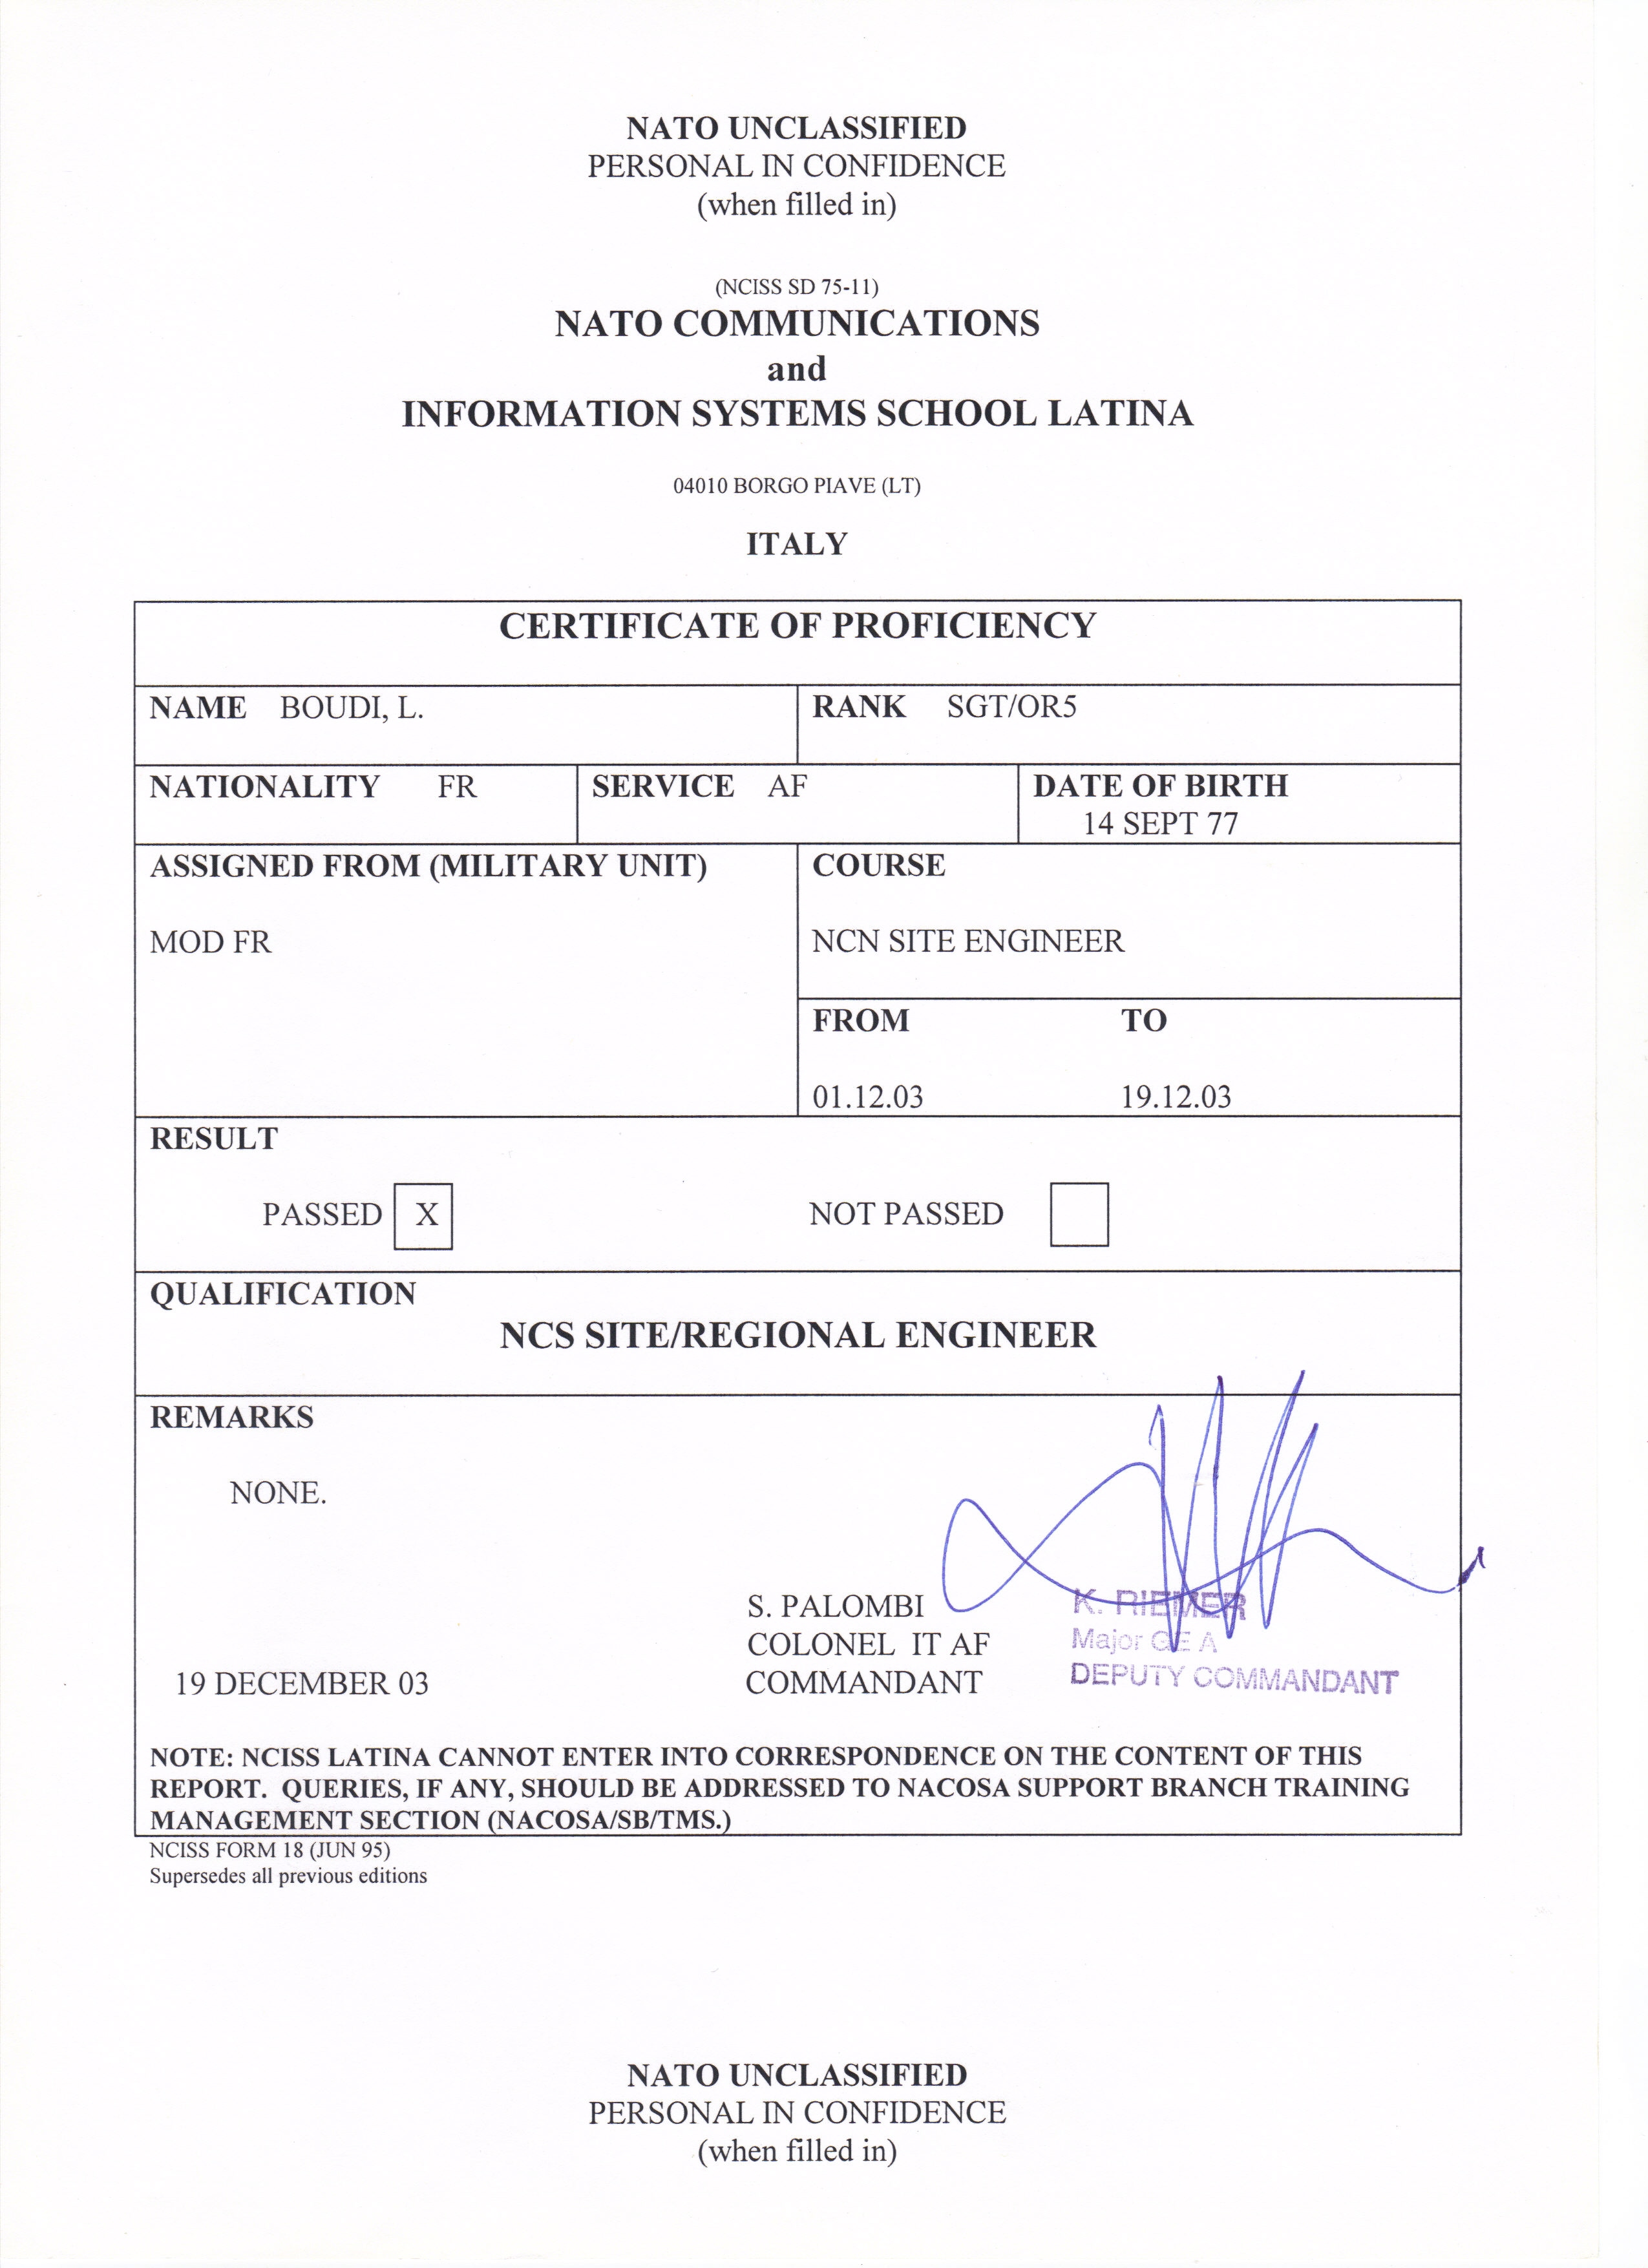 NATO UNCLASSIFIED
PERSONAL IN CONFIDENCE
(when filled in)
(NCISS SD 75-11)
NATO COMMUNICATIONS
and
INFORMATION SYSTEMS SCHOOL LATINA
04010 BORGO PIAVE (LT)
ITALY
CERTIFICATE OF PROFICIENCY
NAME BOUDI, L.
RANK SGT/OR5
NATIONALITY FR
SERVICE AF
DATE OF BIRTH
14 SEPT 77
ASSIGNED FROM (MILITARY UNIT)
MOD FR
COURSE
NCN SITE ENGINEER
FROM TO
01.12.03 19.12.03
RESULT
PASSED X NOT PASSED
QUALIFICATION
NCS SITE/REGIONAL ENGINEER
REMARKS
NONE.
S. PALOMBI
COLONEL IT AF
COMMANDANT
K. RIEMER
Major GE A
DEPUTY COMMANDANT
19 DECEMBER 03
NOTE: NCISS LATINA CANNOT ENTER INTO CORRESPONDENCE ON THE CONTENT OF THIS
REPORT. QUERIES, IF ANY, SHOULD BE ADDRESSED TO NACOSA SUPPORT BRANCH TRAINING
MANAGEMENT SECTION (NACOSA/SB/TMS.)
NCISS FORM 18 (JUN 95)
Supersedes all previous editions
NATO UNCLASSIFIED
PERSONAL IN CONFIDENCE
(when filled in)